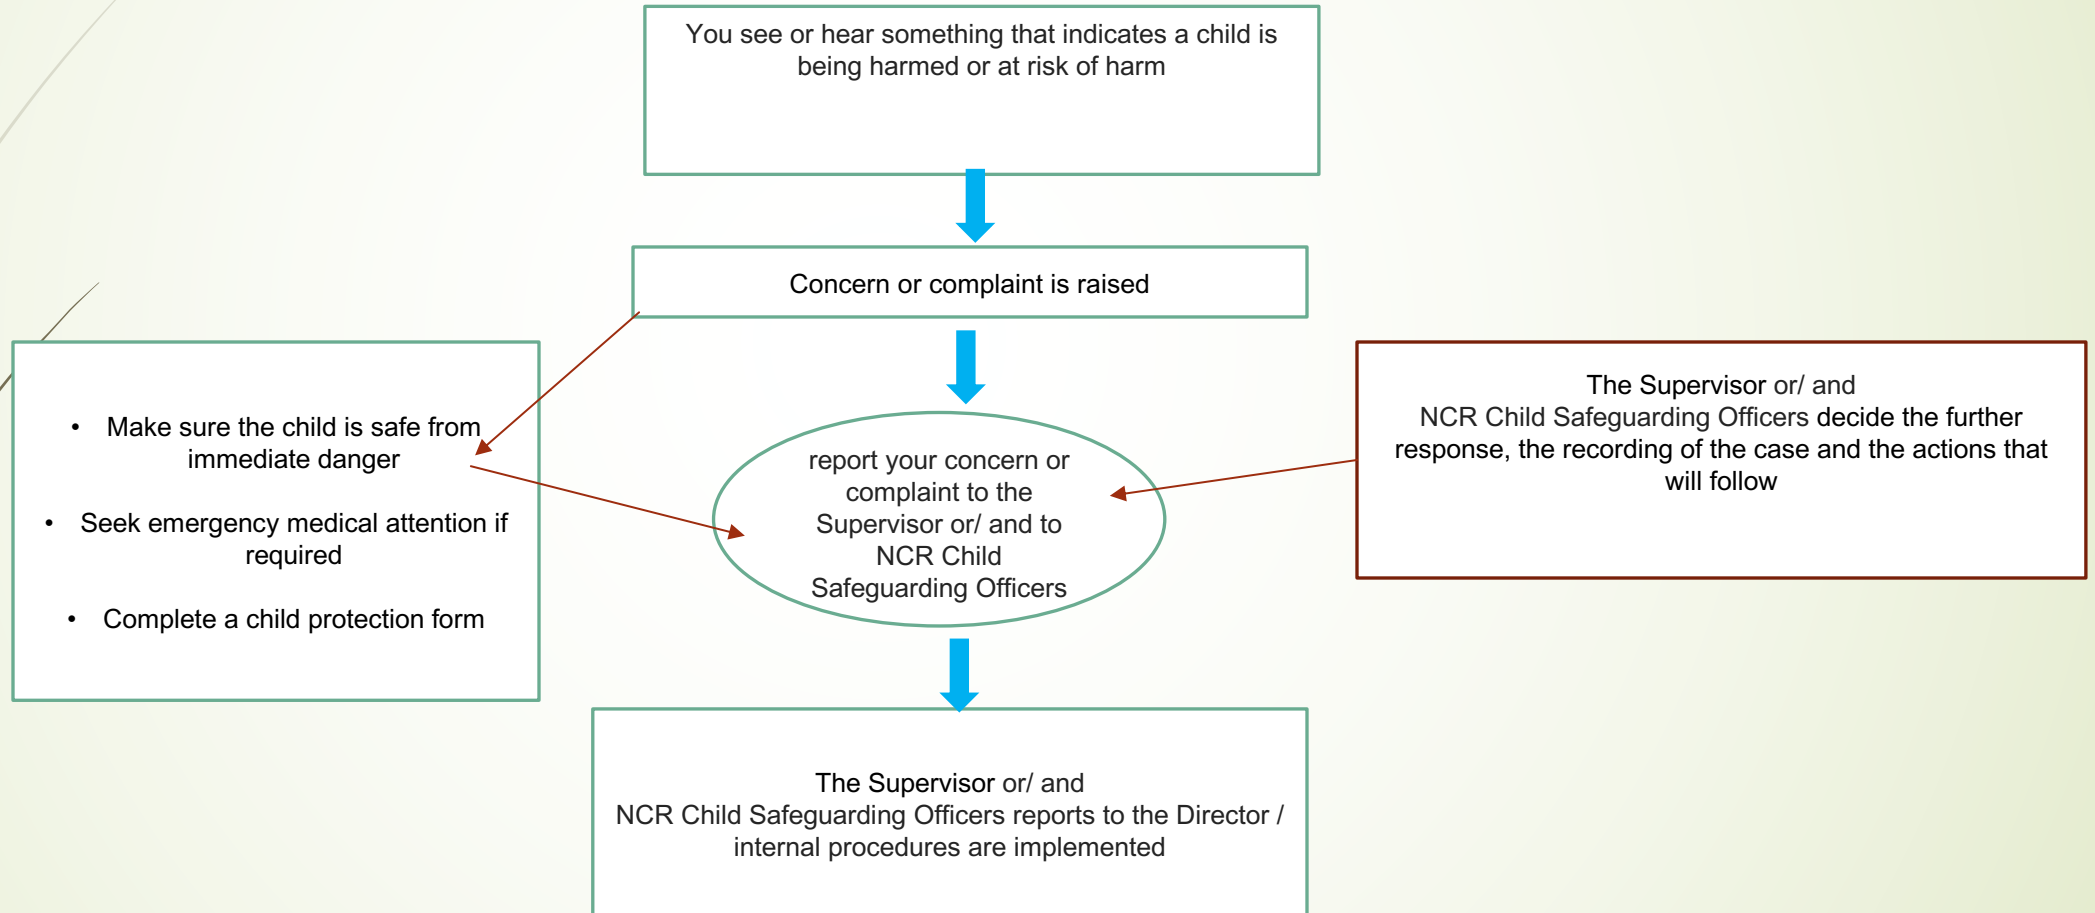 You see or hear something that indicates a child is
being harmed or at risk of harm
Concern or complaint is raised
• Make sure the child is safe from
immediate danger
• Seek emergency medical attention if
required
• Complete a child protection form
report your concern or
complaint to the
Supervisor or/ and to
NCR Child
Safeguarding Officers
The Supervisor or/ and
NCR Child Safeguarding Officers decide the further
response, the recording of the case and the actions that
will follow
The Supervisor or/ and
NCR Child Safeguarding Officers reports to the Director /
internal procedures are implemented